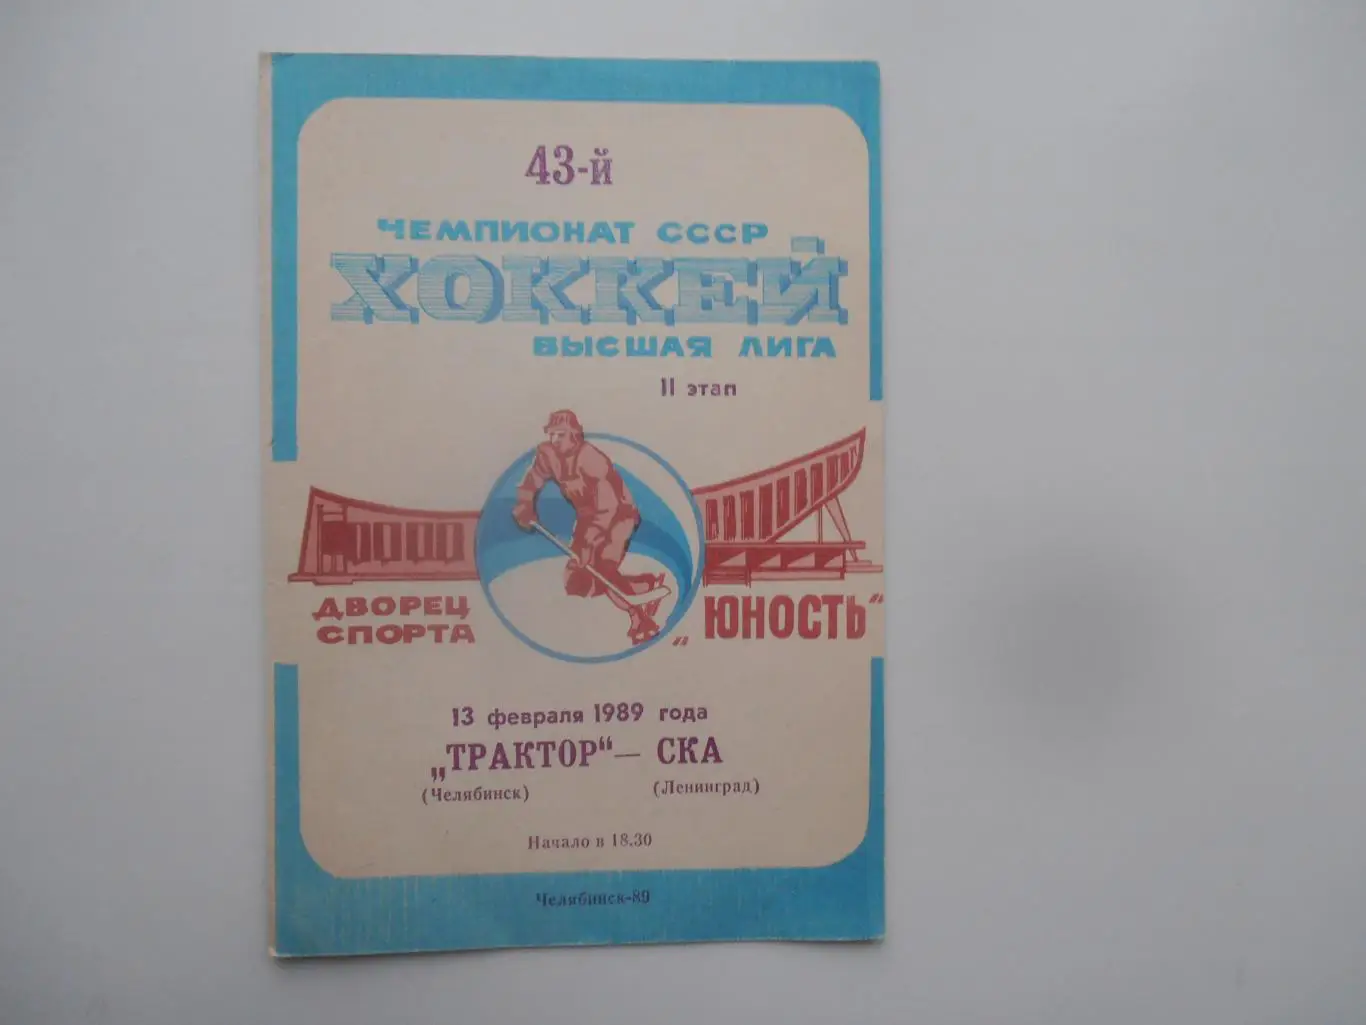 43-й
ЧЕМПИОНАТ СССР
ХОККЕЙ
ВЫСШАЯ ЛИГА
II этап
ДВОРЕЦ
СПОРТА
„ЮНОСТЬ“
13 февраля 1989 года
„ТРАКТОР“ — СКА
(Челябинск) (Ленинград)
Начало в 18.30
Челябинск-89